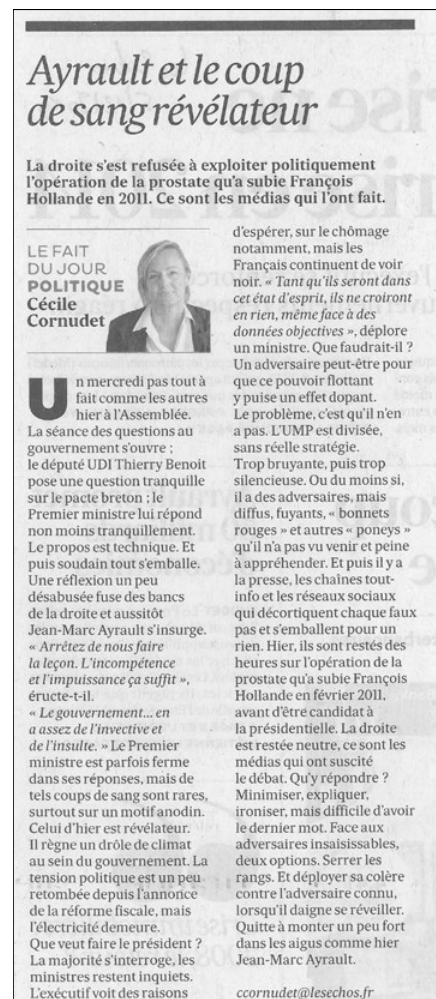 Ayrault et le coup
de sang révélateur
La droite s'est refusée à exploiter politiquement
l'opération de la prostate qu'a subie François
Hollande en 2011. Ce sont les médias qui l'ont fait.
LE FAIT
DU JOUR
POLITIQUE
Cécile
Cornudet
Un mercredi pas tout à
fait comme les autres
hier à l'Assemblée.
La séance des questions au
gouvernement s'ouvre ;
le député UDI Thierry Benoit
pose une question tranquille
sur le pacte breton ; le
Premier ministre lui répond
non moins tranquillement.
Le propos est technique. Et
puis soudain tout s'emballe.
Une réflexion un peu
désabusée fuse des bancs
de la droite et aussitôt
Jean-Marc Ayrault s'insurge.
« Arrêtez de nous faire
la leçon. L'incompétence
et l'impuissance ça suffit »,
éructe-t-il.
« Le gouvernement... en
a assez de l'invective et
de l'insulte. » Le Premier
ministre est parfois ferme
dans ses réponses, mais de
tels coups de sang sont rares,
surtout sur un motif anodin.
Celui d'hier est révélateur.
Il règne un drôle de climat
au sein du gouvernement. La
tension politique est un peu
retombée depuis l'annonce
de la réforme fiscale, mais
l'électricité demeure.
Que veut faire le président ?
La majorité s'interroge, les
ministres restent inquiets.
L'exécutif voit des raisons
d'espérer, sur le chômage
notamment, mais les
Français continuent de voir
noir. « Tant qu'ils seront dans
cet état d'esprit, ils ne croiront
en rien, même face à des
données objectives », déplore
un ministre. Que faudrait-il ?
Un adversaire peut-être pour
que ce pouvoir flottant
y puise un effet dopant.
Le problème, c'est qu'il n'en
a pas. L'UMP est divisée,
sans réelle stratégie.
Trop bruyante, puis trop
silencieuse. Ou du moins si,
il a des adversaires, mais
diffus, fuyants, « bonnets
rouges » et autres « poneys »
qu'il n'a pas vu venir et peine
à appréhender. Et puis il y a
la presse, les chaînes tout-
info et les réseaux sociaux
qui décortiquent chaque faux
pas et s'emballent pour un
rien. Hier, ils sont restés des
heures sur l'opération de la
prostate qu'a subie François
Hollande en février 2011,
avant d'être candidat à
la présidentielle. La droite
est restée neutre, ce sont les
médias qui ont suscité
le débat. Qu'y répondre ?
Minimiser, expliquer,
ironiser, mais difficile d'avoir
le dernier mot. Face aux
adversaires insaisissables,
deux options. Serrer les
rangs. Et déployer sa colère
contre l'adversaire connu,
lorsqu'il daigne se réveiller.
Quitte à monter un peu fort
dans les aigus comme hier
Jean-Marc Ayrault.
ccornudet@lesechos.fr